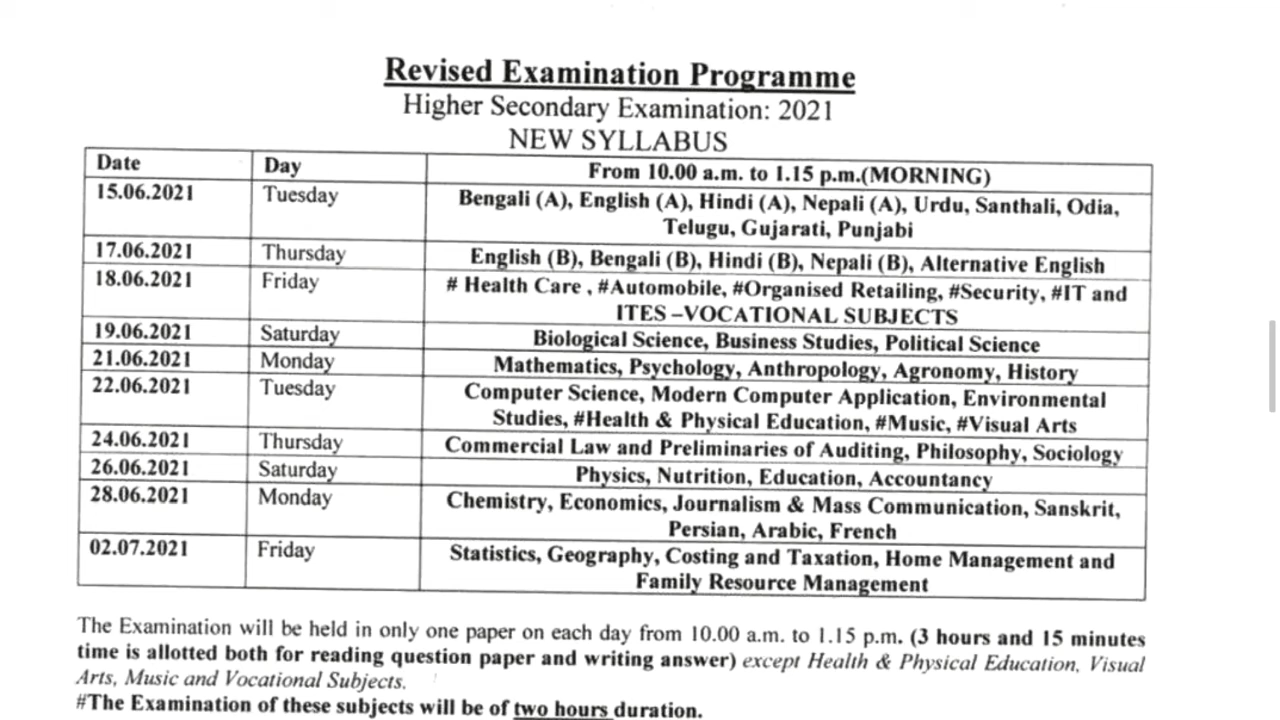 Revised Examination Programme
Higher Secondary Examination: 2021
NEW SYLLABUS
Date Day From 10.00 a.m. to 1.15 p.m.(MORNING)
15.06.2021 Tuesday Bengali (A), English (A), Hindi (A), Nepali (A), Urdu, Santhali, Odia,
Telugu, Gujarati, Punjabi
17.06.2021 Thursday English (B), Bengali (B), Hindi (B), Nepali (B), Alternative English
18.06.2021 Friday # Health Care , #Automobile, #Organised Retailing, #Security, #IT and
ITES –VOCATIONAL SUBJECTS
19.06.2021 Saturday Biological Science, Business Studies, Political Science
21.06.2021 Monday Mathematics, Psychology, Anthropology, Agronomy, History
22.06.2021 Tuesday Computer Science, Modern Computer Application, Environmental
Studies, #Health & Physical Education, #Music, #Visual Arts
24.06.2021 Thursday Commercial Law and Preliminaries of Auditing, Philosophy, Sociology
26.06.2021 Saturday Physics, Nutrition, Education, Accountancy
28.06.2021 Monday Chemistry, Economics, Journalism & Mass Communication, Sanskrit,
Persian, Arabic, French
02.07.2021 Friday Statistics, Geography, Costing and Taxation, Home Management and
Family Resource Management
The Examination will be held in only one paper on each day from 10.00 a.m. to 1.15 p.m. (3 hours and 15 minutes
time is allotted both for reading question paper and writing answer) except Health & Physical Education, Visual
Arts, Music and Vocational Subjects.
#The Examination of these subjects will be of two hours duration.